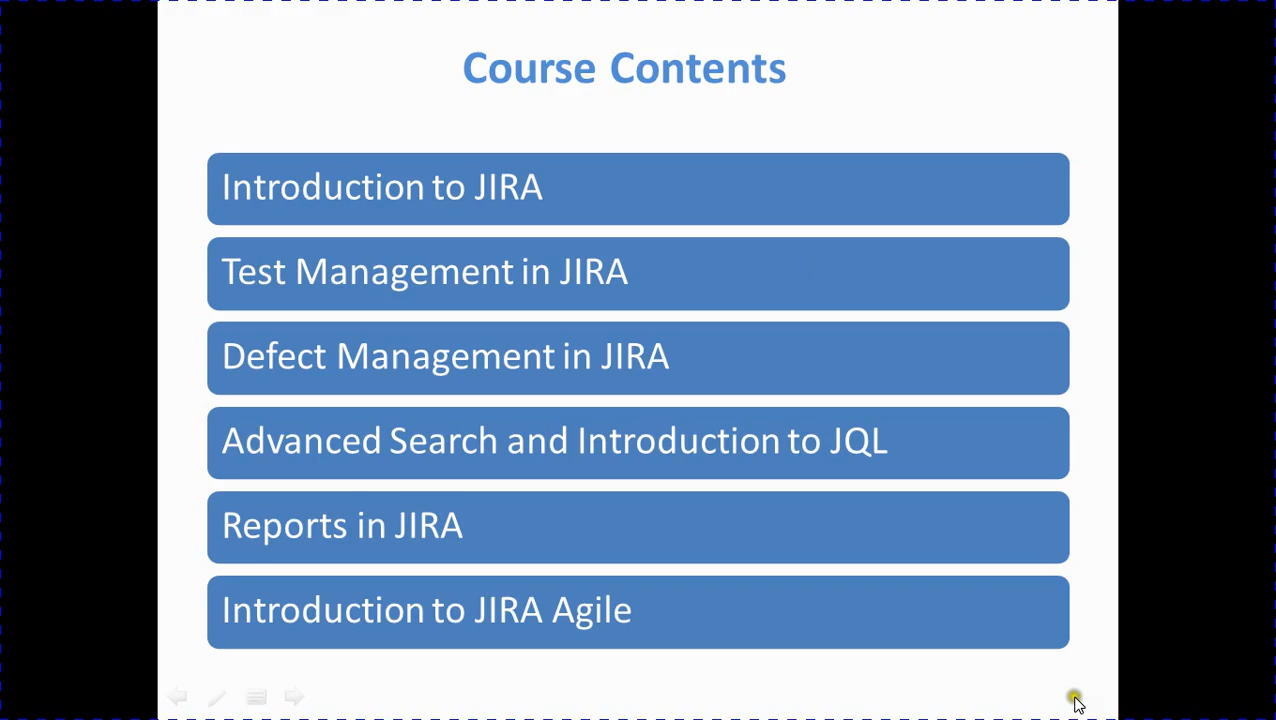 Course Contents
Introduction to JIRA
Test Management in JIRA
Defect Management in JIRA
Advanced Search and Introduction to JQL
Reports in JIRA
Introduction to JIRA Agile